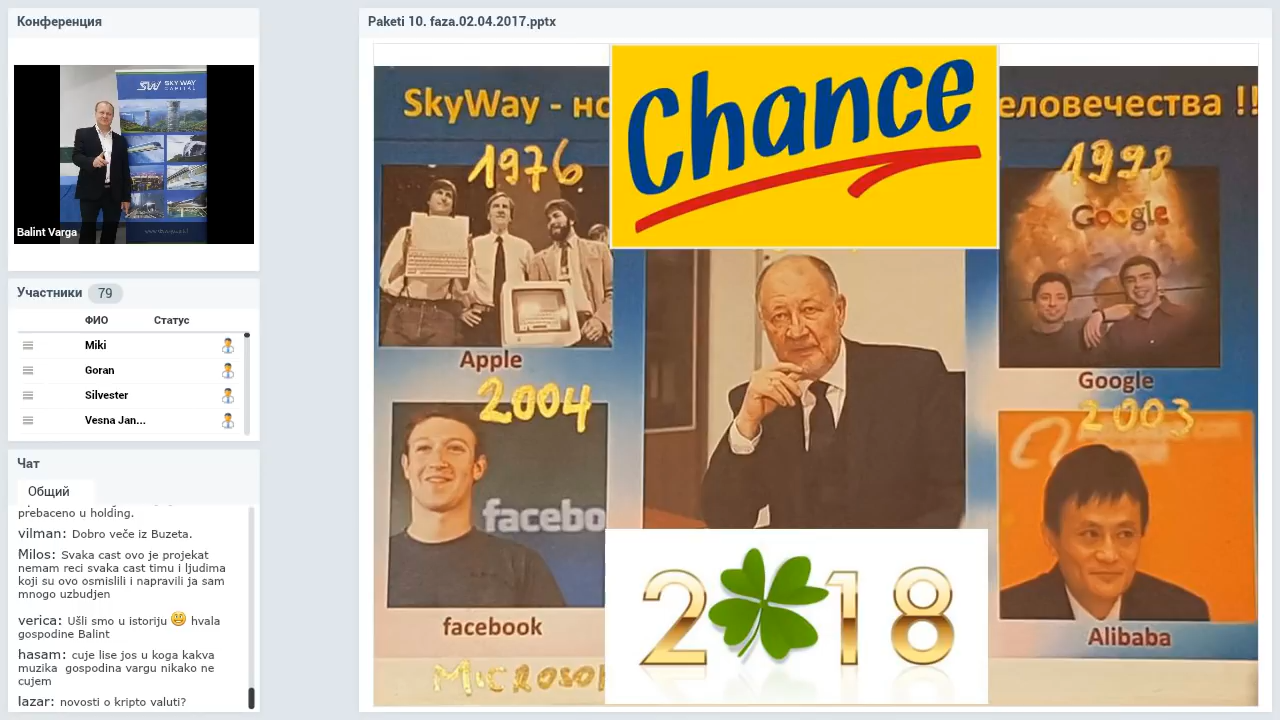 Конференция
SKY WAY
CAPITAL
Balint Varga
Участники 79
ФИО Статус
Miki
Goran
Silvester
Vesna Jan...
Чат
Общий
prebaceno u holding.
vilman: Dobro veče iz Buzeta.
Milos: Svaka cast ovo je projekat
nemam reci svaka cast timu i ljudima
koji su ovo osmislili i napravili ja sam
mnogo uzbudjen
verica: Ušli smo u istoriju hvala
gospodine Balint
hasam: cuje lise jos u koga kakva
muzika gospodina vargu nikako ne
cujem
lazar: novosti o kripto valuti?
Paketi 10. faza.02.04.2017.pptx
SkyWay - но
еловечества !!
Chance
1976
1998
Google
Apple
Google
2004
2003
facebo
facebook
Alibaba
Microsof
2018